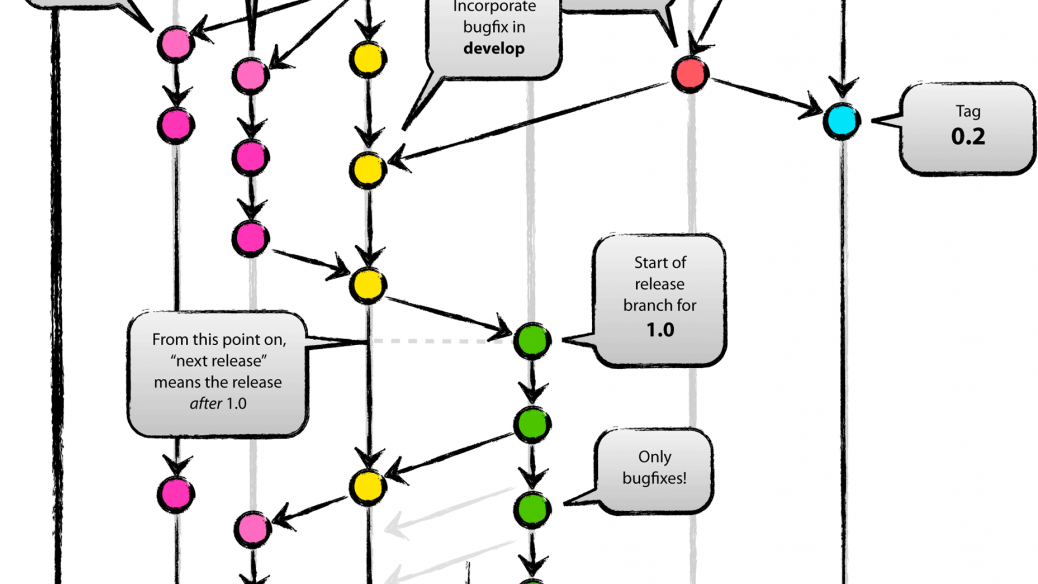 Incorporate
bugfix in
develop
Tag
0.2
Start of
release
branch for
1.0
From this point on,
“next release”
means the release
after 1.0
Only
bugfixes!